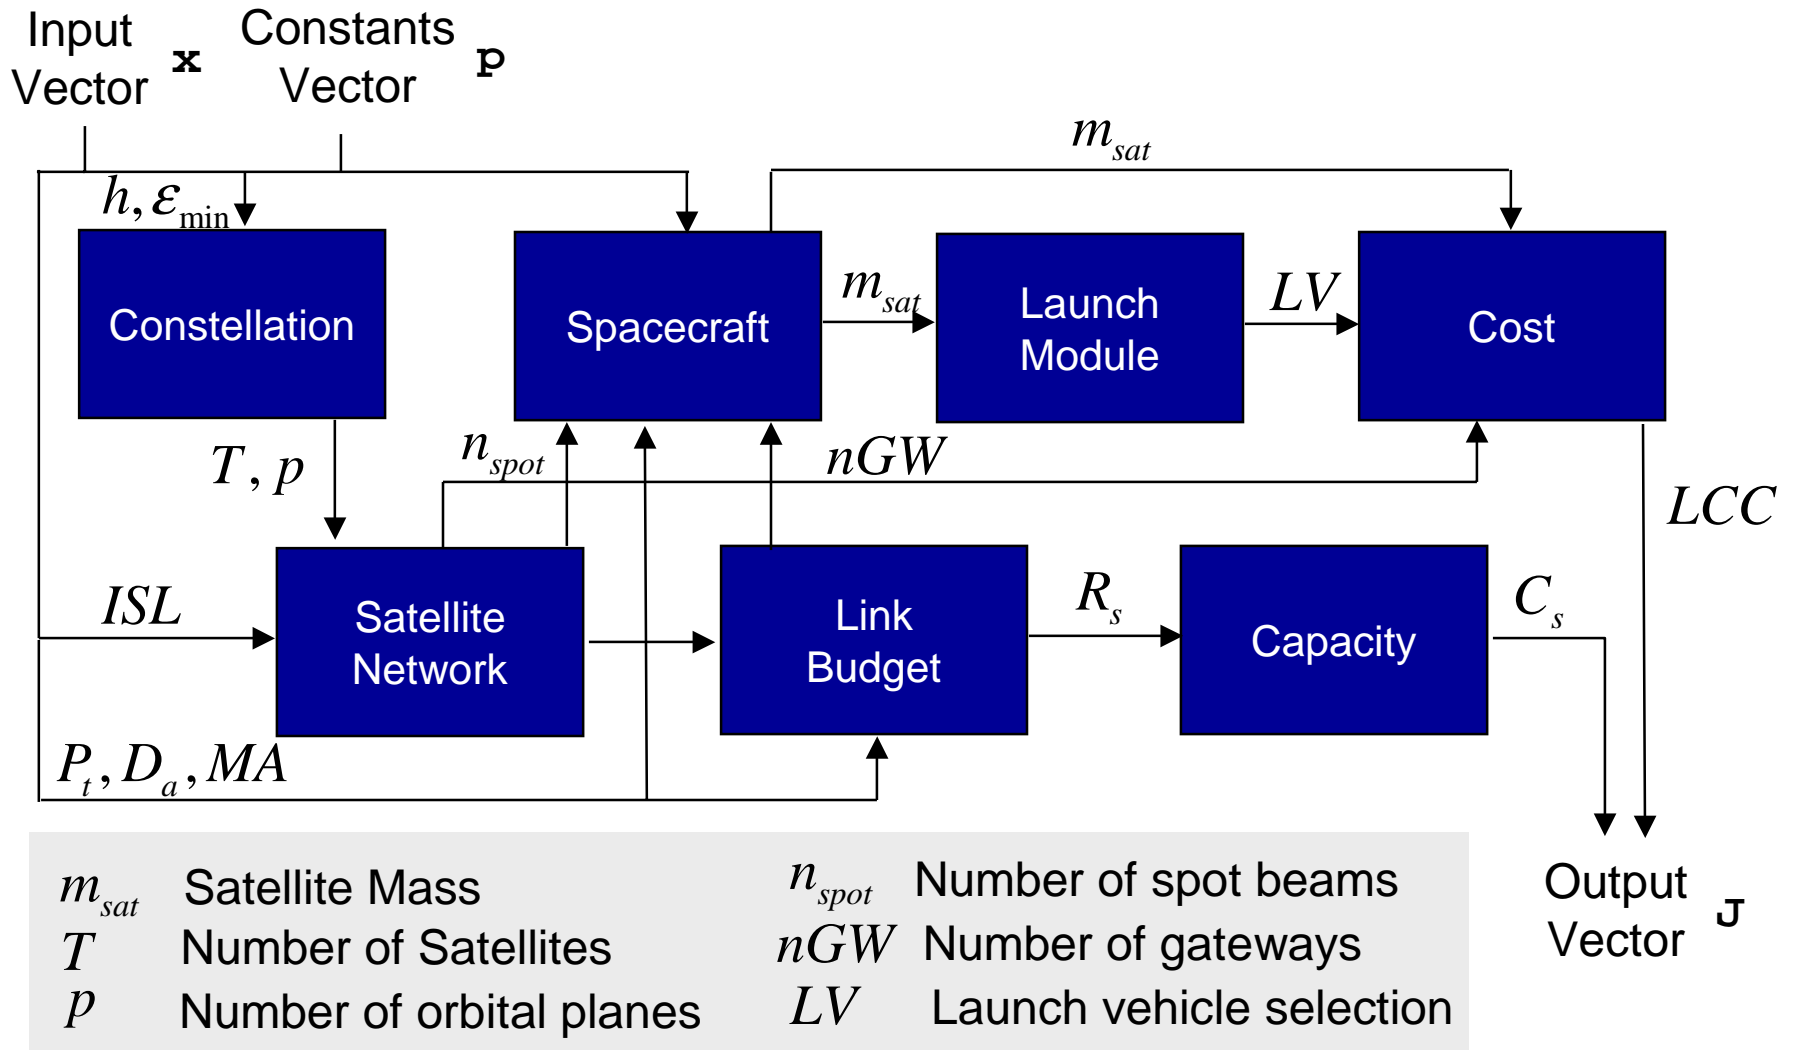 Input
Vector
x
Constants
Vector
p
m_sat
h, ε_min
Constellation
Spacecraft
m_sat
Launch
Module
LV
Cost
T, p
n_spot
nGW
LCC
ISL
Satellite
Network
Link
Budget
R_s
Capacity
C_s
P_t, D_a, MA
m_sat Satellite Mass
T Number of Satellites
p Number of orbital planes
n_spot Number of spot beams
nGW Number of gateways
LV Launch vehicle selection
Output
Vector
J